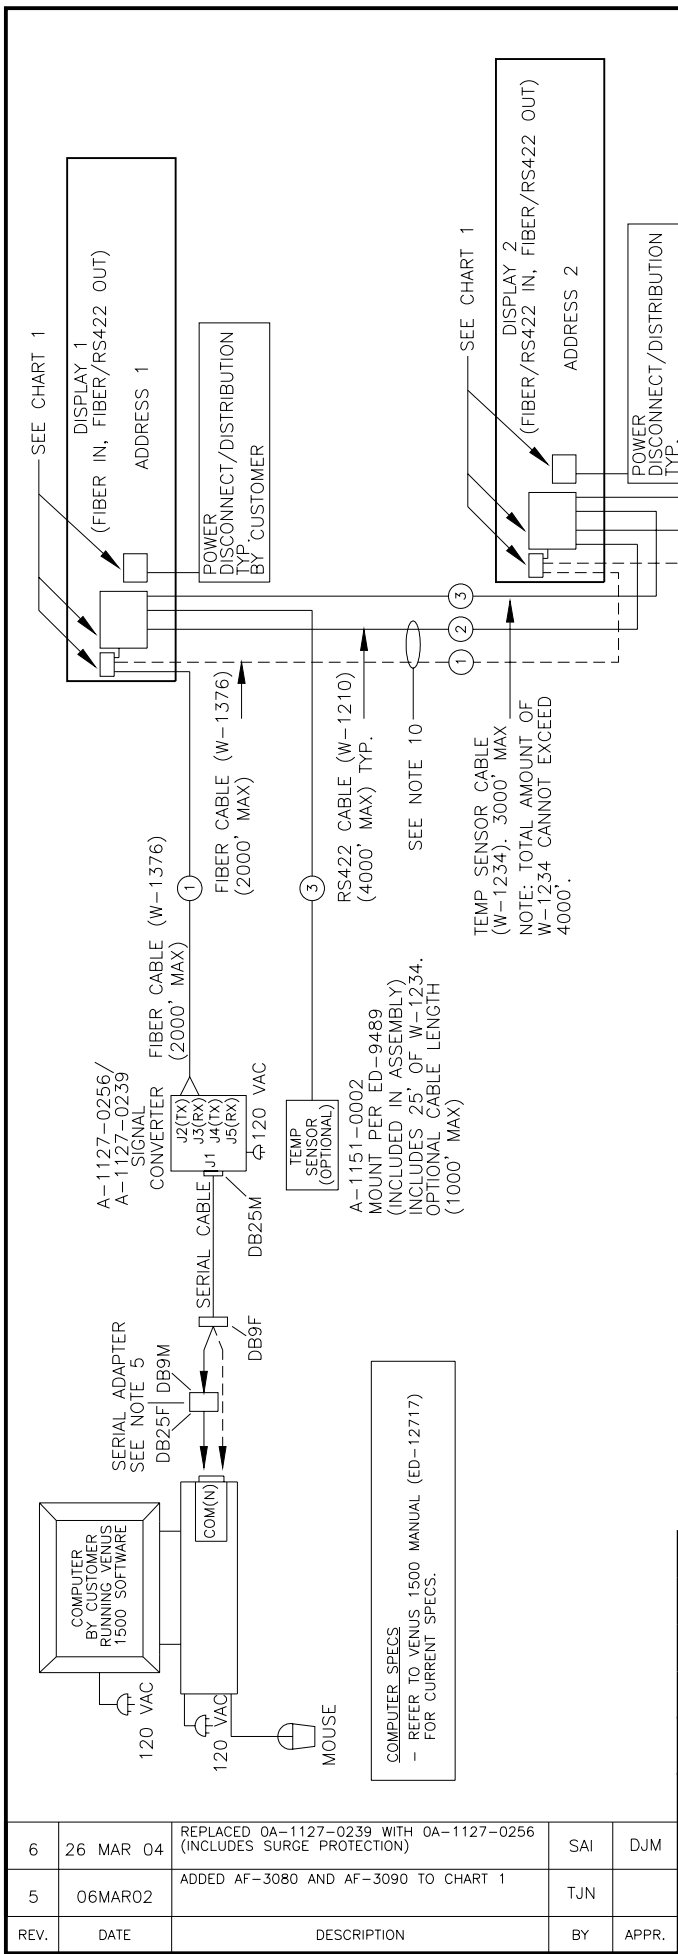 COMPUTER
BY CUSTOMER
RUNNING VENUS
1500 SOFTWARE
120 VAC
120 VAC
MOUSE
COM(N)
SERIAL ADAPTER
SEE NOTE 5
DB25F DB9M
DB9F
SERIAL CABLE
DB25M
A-1127-0256/
A-1127-0239
SIGNAL
CONVERTER
J2(TX)
J3(RX)
J4(TX)
J5(RX)
J1
120 VAC
FIBER CABLE (W-1376)
(2000' MAX)
1
TEMP
SENSOR
(OPTIONAL)
A-1151-0002
MOUNT PER ED-9489
(INCLUDED IN ASSEMBLY)
INCLUDES 25' OF W-1234.
OPTIONAL CABLE LENGTH
(1000' MAX)
3
SEE CHART 1
DISPLAY 1
(FIBER IN, FIBER/RS422 OUT)
ADDRESS 1
POWER
DISCONNECT/DISTRIBUTION
TYP.
BY CUSTOMER
FIBER CABLE (W-1376)
(2000' MAX)
RS422 CABLE (W-1210)
(4000' MAX) TYP.
SEE NOTE 10
1
2
3
TEMP SENSOR CABLE
(W-1234). 3000' MAX
NOTE: TOTAL AMOUNT OF
W-1234 CANNOT EXCEED
4000'.
SEE CHART 1
DISPLAY 2
(FIBER/RS422 IN, FIBER/RS422 OUT)
ADDRESS 2
POWER
DISCONNECT/DISTRIBUTION
TYP.
COMPUTER SPECS
- REFER TO VENUS 1500 MANUAL (ED-12717)
FOR CURRENT SPECS.
6 26 MAR 04 REPLACED 0A-1127-0239 WITH 0A-1127-0256 SAI DJM
(INCLUDES SURGE PROTECTION)
5 06MAR02 ADDED AF-3080 AND AF-3090 TO CHART 1 TJN
REV. DATE DESCRIPTION BY APPR.